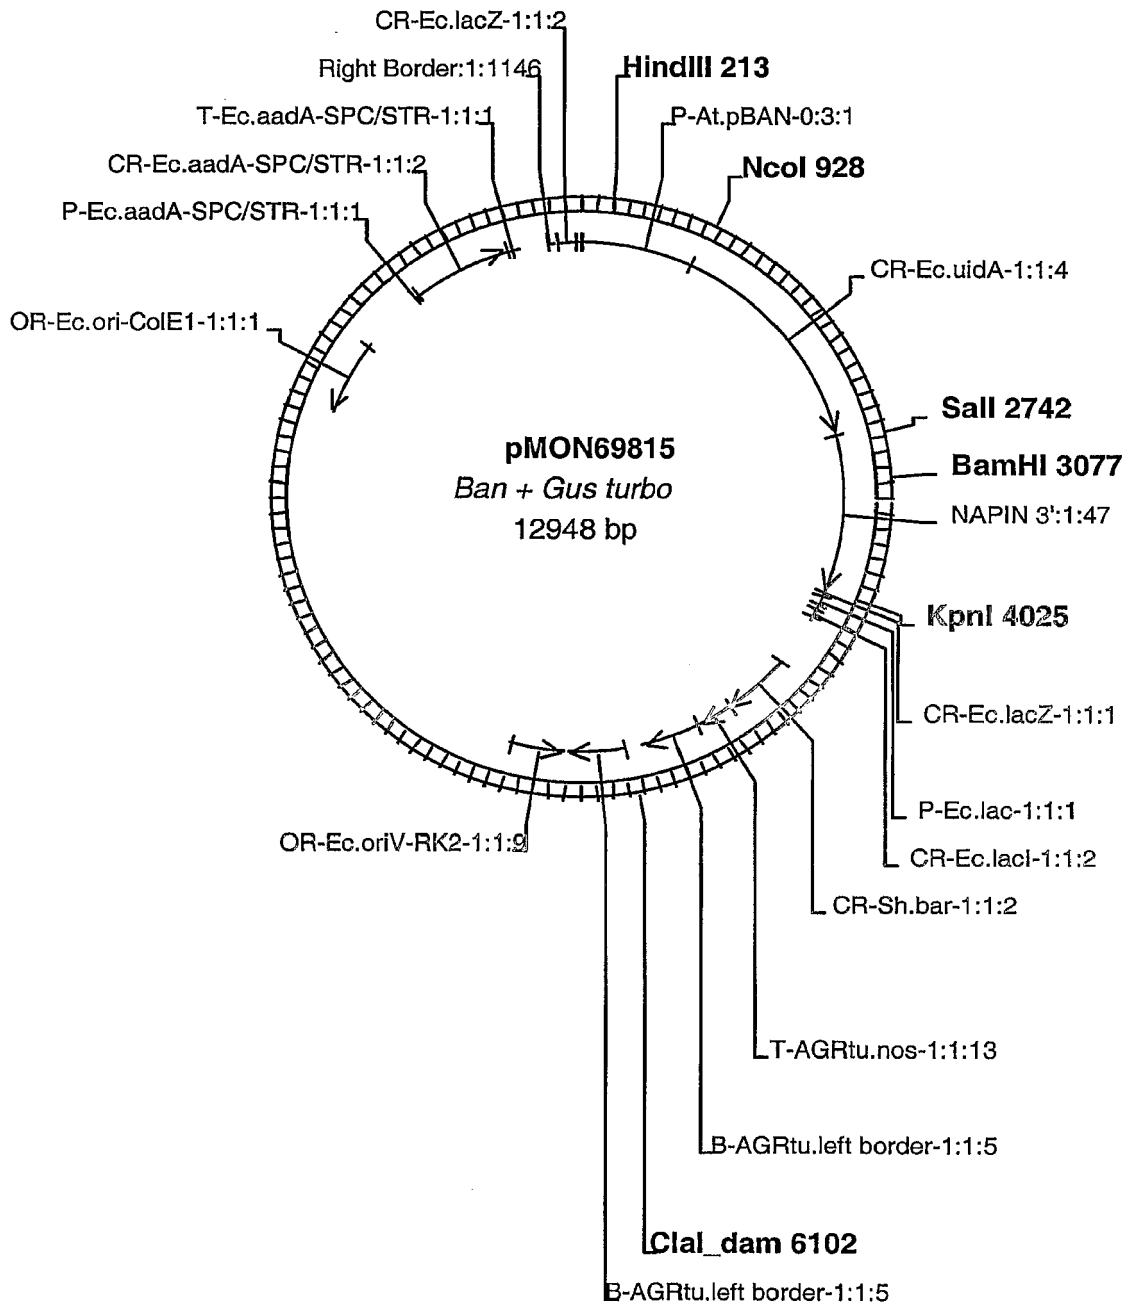 CR-Ec.lacZ-1:1:2
Right Border:1:1146
HindIII 213
T-Ec.aadA-SPC/STR-1:1:1
P-At.pBAN-0:3:1
CR-Ec.aadA-SPC/STR-1:1:2
NcoI 928
P-Ec.aadA-SPC/STR-1:1:1
CR-Ec.uidA-1:1:4
OR-Ec.ori-ColE1-1:1:1
SalI 2742
pMON69815
BamHI 3077
Ban + Gus turbo
NAPIN 3':1:47
12948 bp
KpnI 4025
CR-Ec.lacZ-1:1:1
P-Ec.lac-1:1:1
OR-Ec.oriV-RK2-1:1:9
CR-Ec.lacI-1:1:2
CR-Sh.bar-1:1:2
T-AGRtu.nos-1:1:13
B-AGRtu.left border-1:1:5
ClaI_dam 6102
B-AGRtu.left border-1:1:5